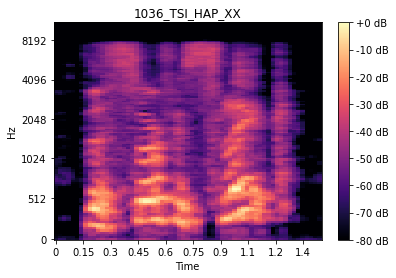 1036_TSI_HAP_XX
Hz
8192
4096
2048
1024
512
0
0 0.15 0.3 0.45 0.6 0.75 0.9 1.1 1.2 1.4
Time
+0 dB
-10 dB
-20 dB
-30 dB
-40 dB
-50 dB
-60 dB
-70 dB
-80 dB